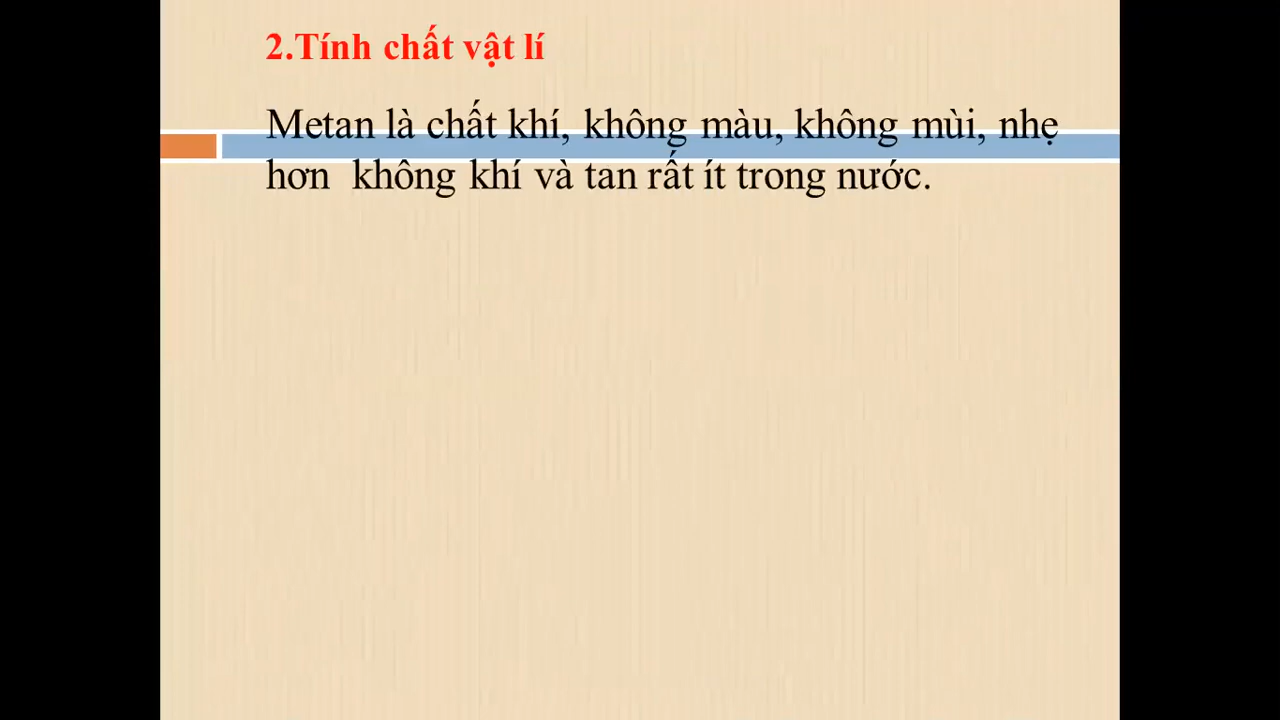 2.Tính chất vật lí
Metan là chất khí, không màu, không mùi, nhẹ
hơn không khí và tan rất ít trong nước.